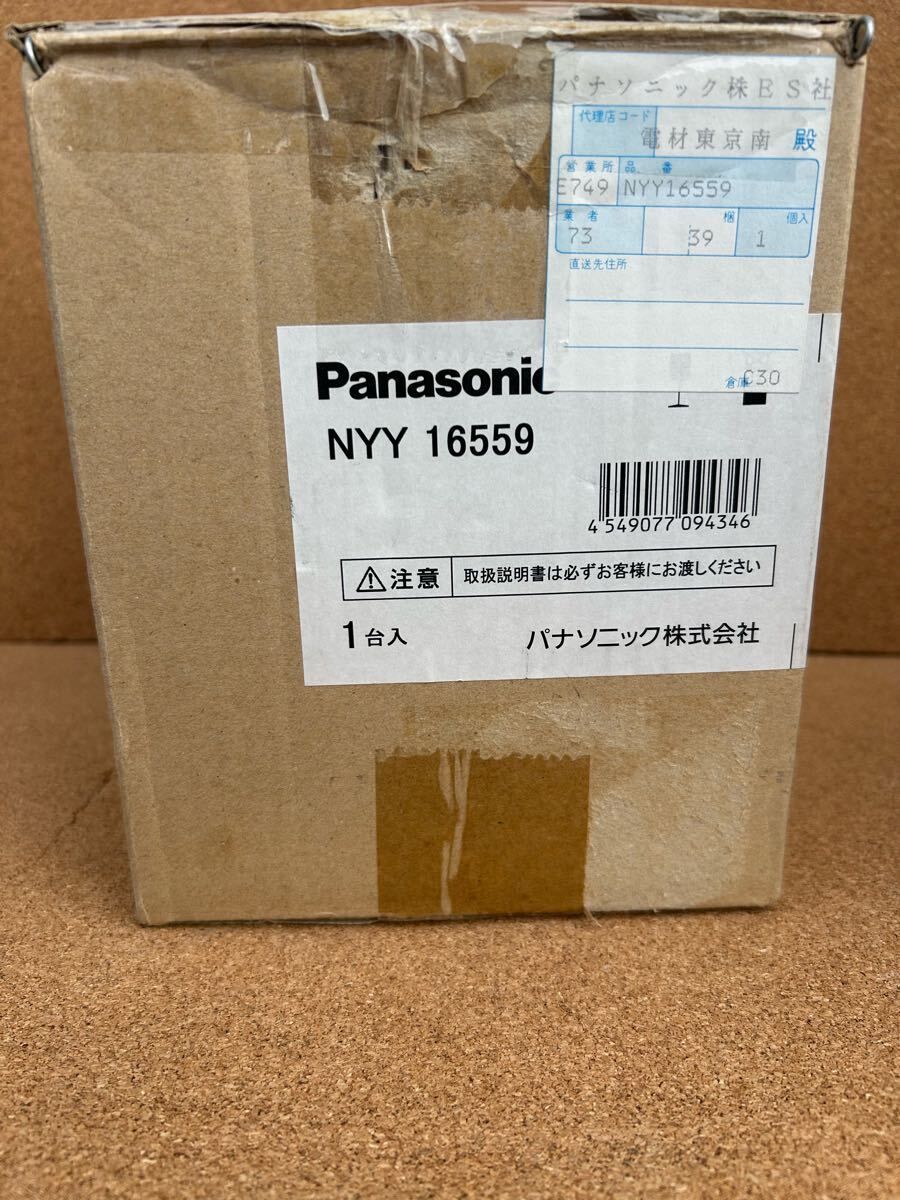 パナソニック株ES社
代理店コード
電材東京南 殿
営業所 品 番
E749 NYY16559
業者 梱 個入
73 39 1
直送先住所
倉庫 C30
Panasonic
NYY 16559
4 549077 094346
注意 取扱説明書は必ずお客様にお渡しください
1台入 パナソニック株式会社